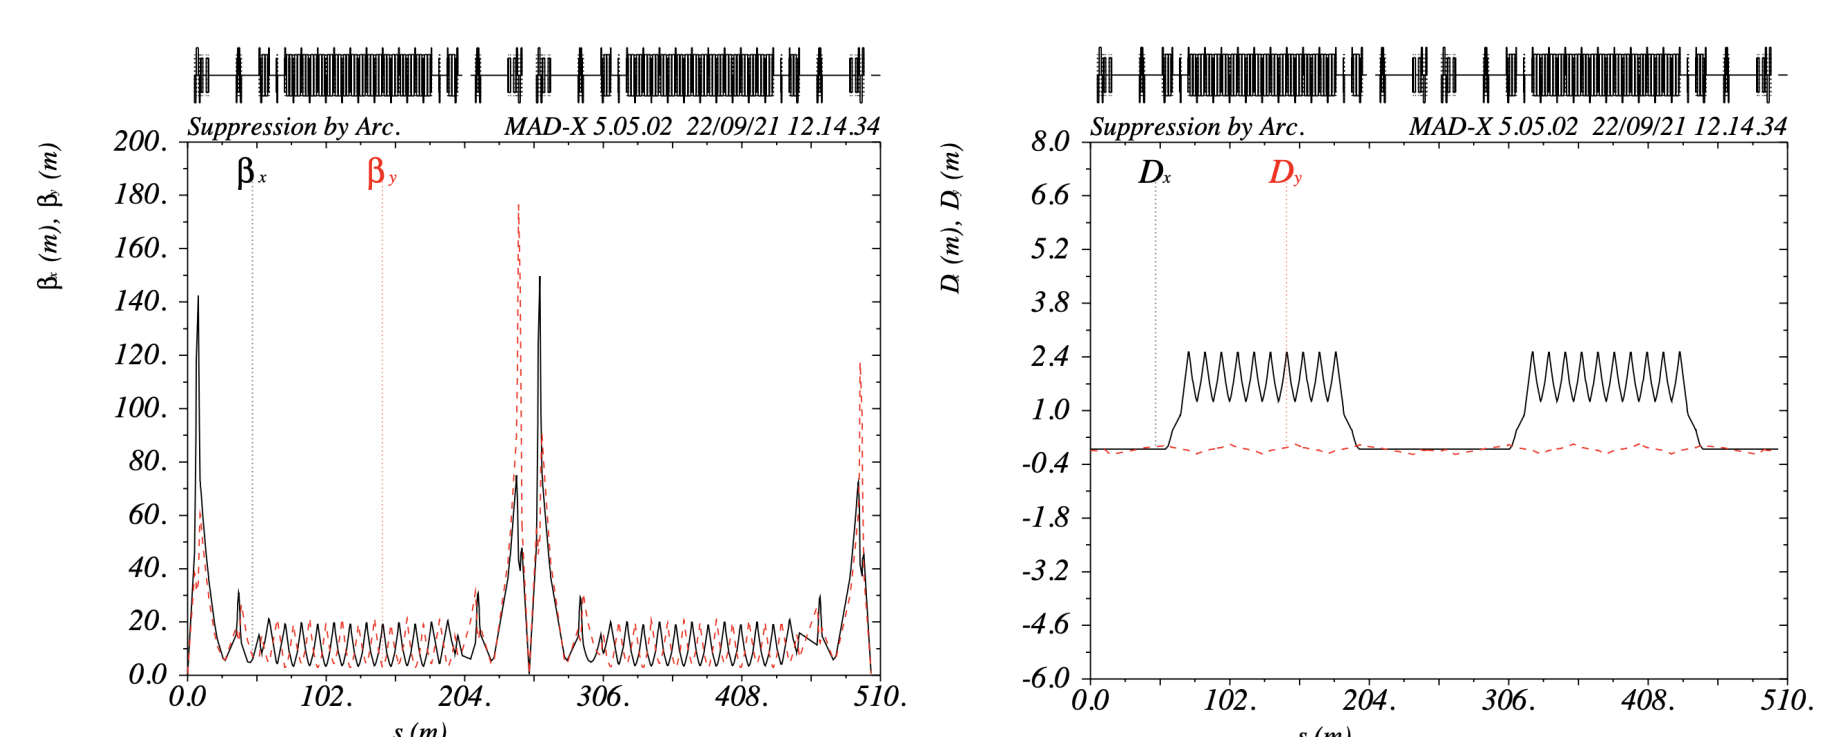 Suppression by Arc. MAD-X 5.05.02 22/09/21 12.14.34
βx (m), βy (m)
βx
βy
200.
180.
160.
140.
120.
100.
80.
60.
40.
20.
0.0
0.0 102. 204. 306. 408. 510.
s (m)
Suppression by Arc. MAD-X 5.05.02 22/09/21 12.14.34
Dx (m), Dy (m)
Dx
Dy
8.0
6.6
5.2
3.8
2.4
1.0
-0.4
-1.8
-3.2
-4.6
-6.0
0.0 102. 204. 306. 408. 510.
s (m)